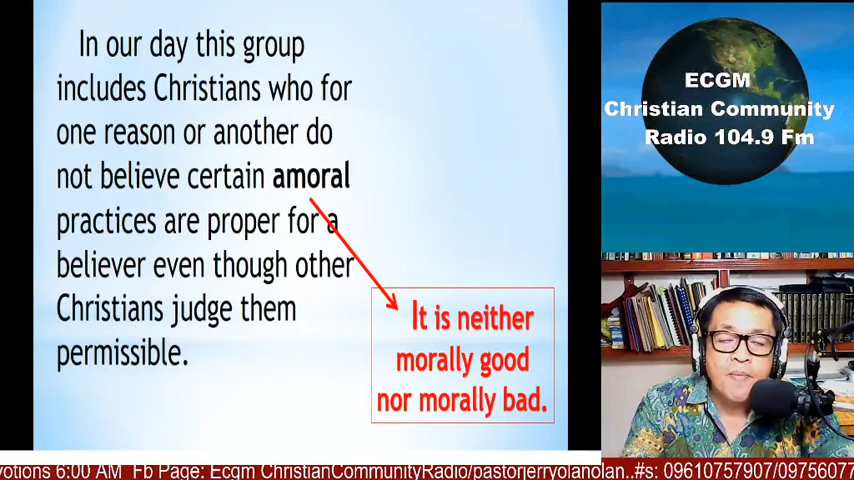 In our day this group
includes Christians who for
one reason or another do
not believe certain amoral
practices are proper for a
believer even though other
Christians judge them
permissible.
It is neither
morally good
nor morally bad.
ECGM
Christian Community
Radio 104.9 Fm
votions 6:00 AM Fb Page: Ecgm ChristianCommunityRadio/pastorjerryolanolan..#s: 09610757907/0975607